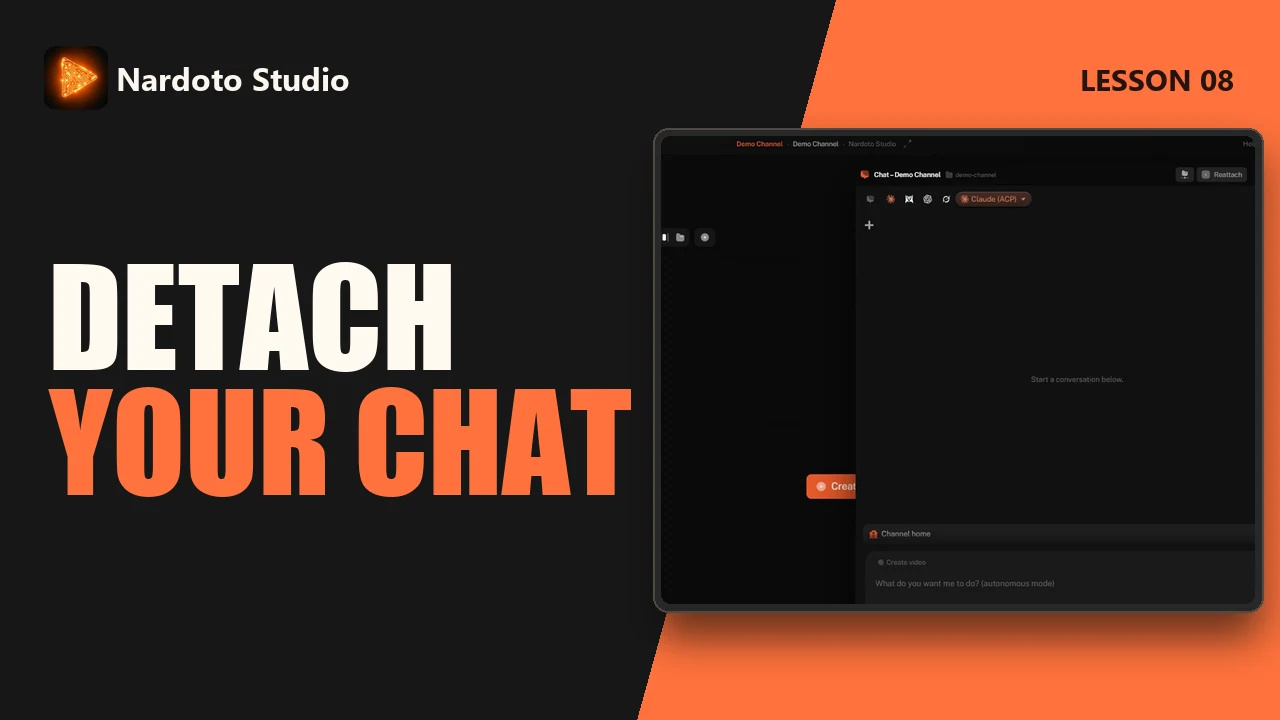 Nardoto Studio
LESSON 08
DETACH
YOUR CHAT
Demo Channel · Demo Channel · Nardoto Studio
Chat – Demo Channel demo-channel
Reattach
Claude (ACP)
Start a conversation below.
Creat
Channel home
Create video
What do you want me to do? (autonomous mode)